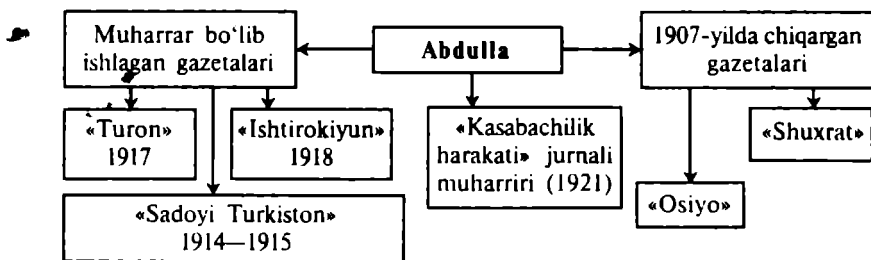 Muharrar bo‘lib
ishlagan gazetalari
Abdulla
1907-yilda chiqargan
gazetalari
«Turon»
1917
«Ishtirokiyun»
1918
«Kasabachilik
harakati» jurnali
muharriri (1921)
«Shuxrat»
«Sadoyi Turkiston»
1914—1915
«Osiyo»